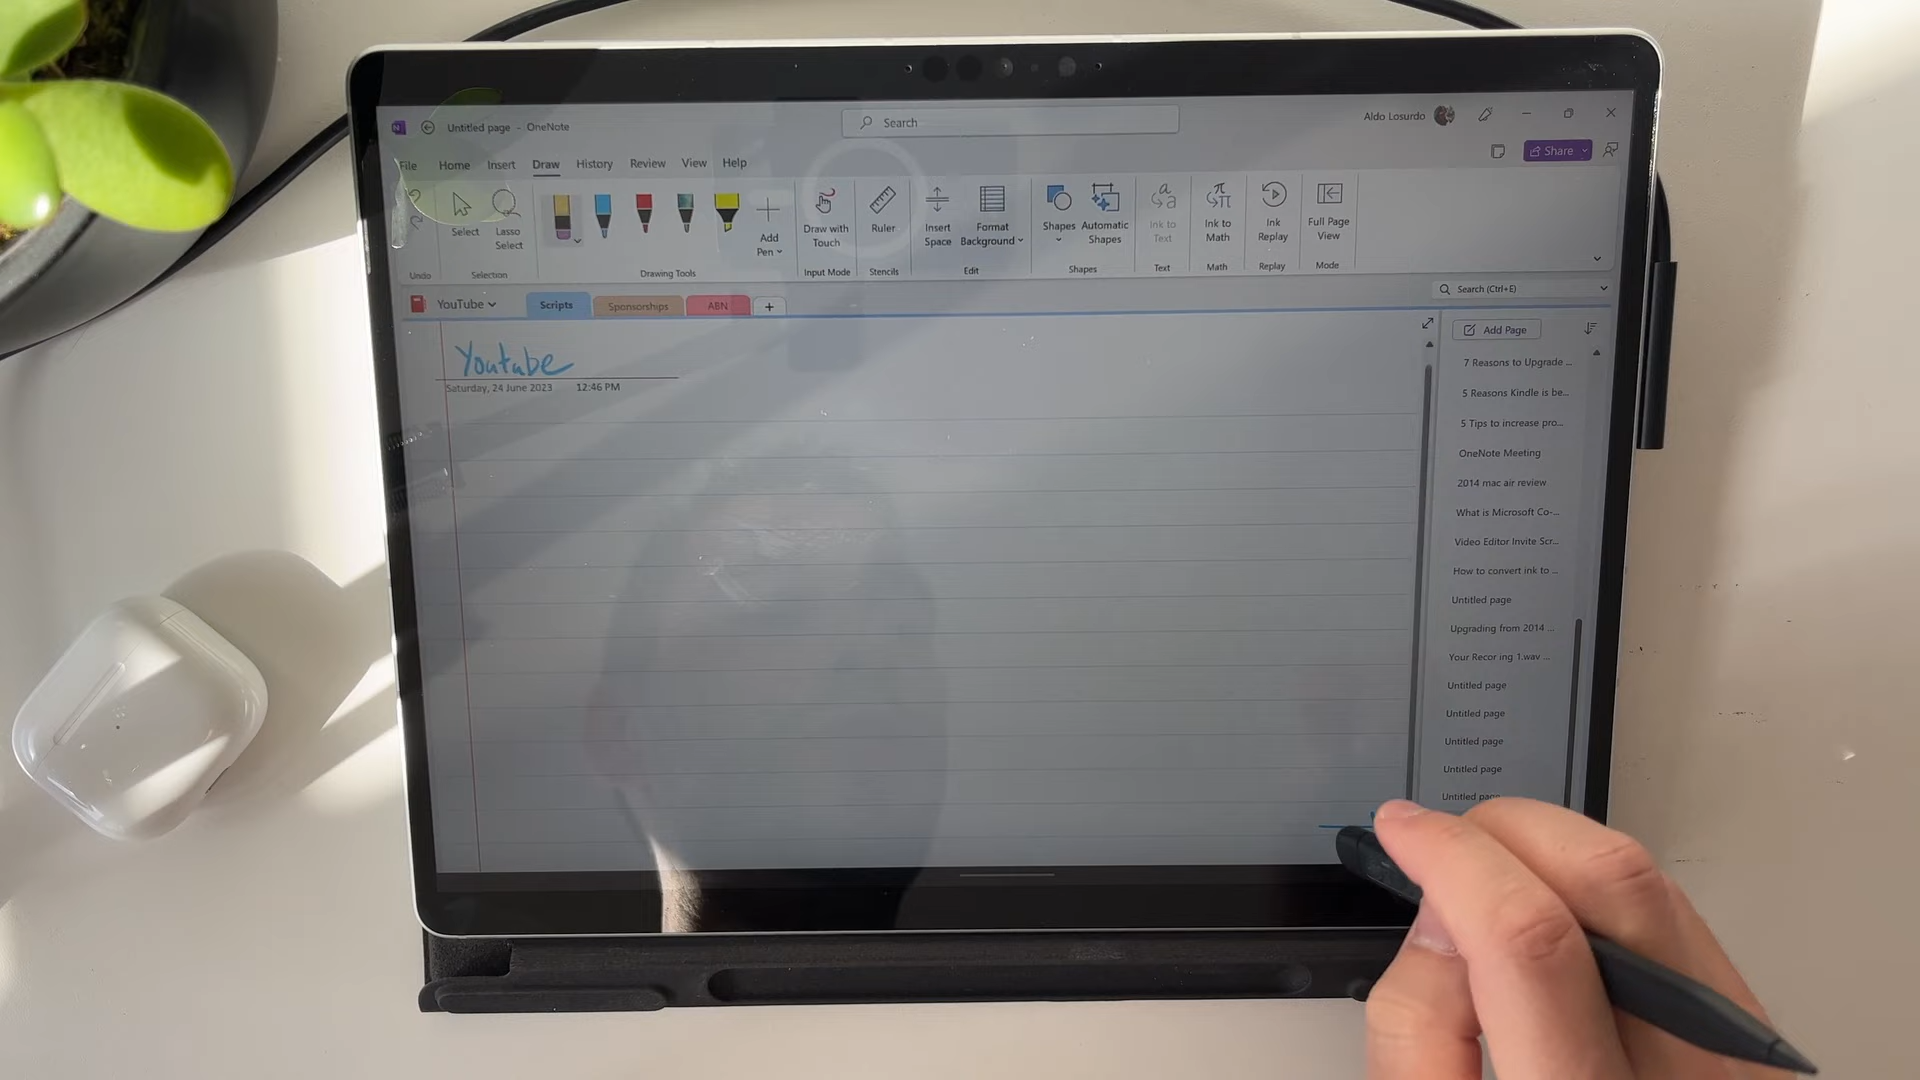 Untitled page - OneNote
Search
Aldo Losurdo
File Home Insert Draw History Review View Help
Share
Select
Lasso Select
Add Pen
Draw with Touch
Ruler
Insert Space
Format Background
Shapes
Automatic Shapes
Ink to Text
Ink to Math
Ink Replay
Full Page View
Undo
Selection
Drawing Tools
Input Mode
Stencils
Edit
Shapes
Text
Math
Replay
Mode
YouTube
Scripts
Sponsorships
ABN
Search (Ctrl+E)
Youtube
Saturday, 24 June 2023 12:46 PM
Add Page
7 Reasons to Upgrade ...
5 Reasons Kindle is be...
5 Tips to increase pro...
OneNote Meeting
2014 mac air review
What is Microsoft Co-...
Video Editor Invite Scr...
How to convert ink to ...
Untitled page
Upgrading from 2014 ...
Your Recor ing 1.wav ...
Untitled page
Untitled page
Untitled page
Untitled page
Untitled page